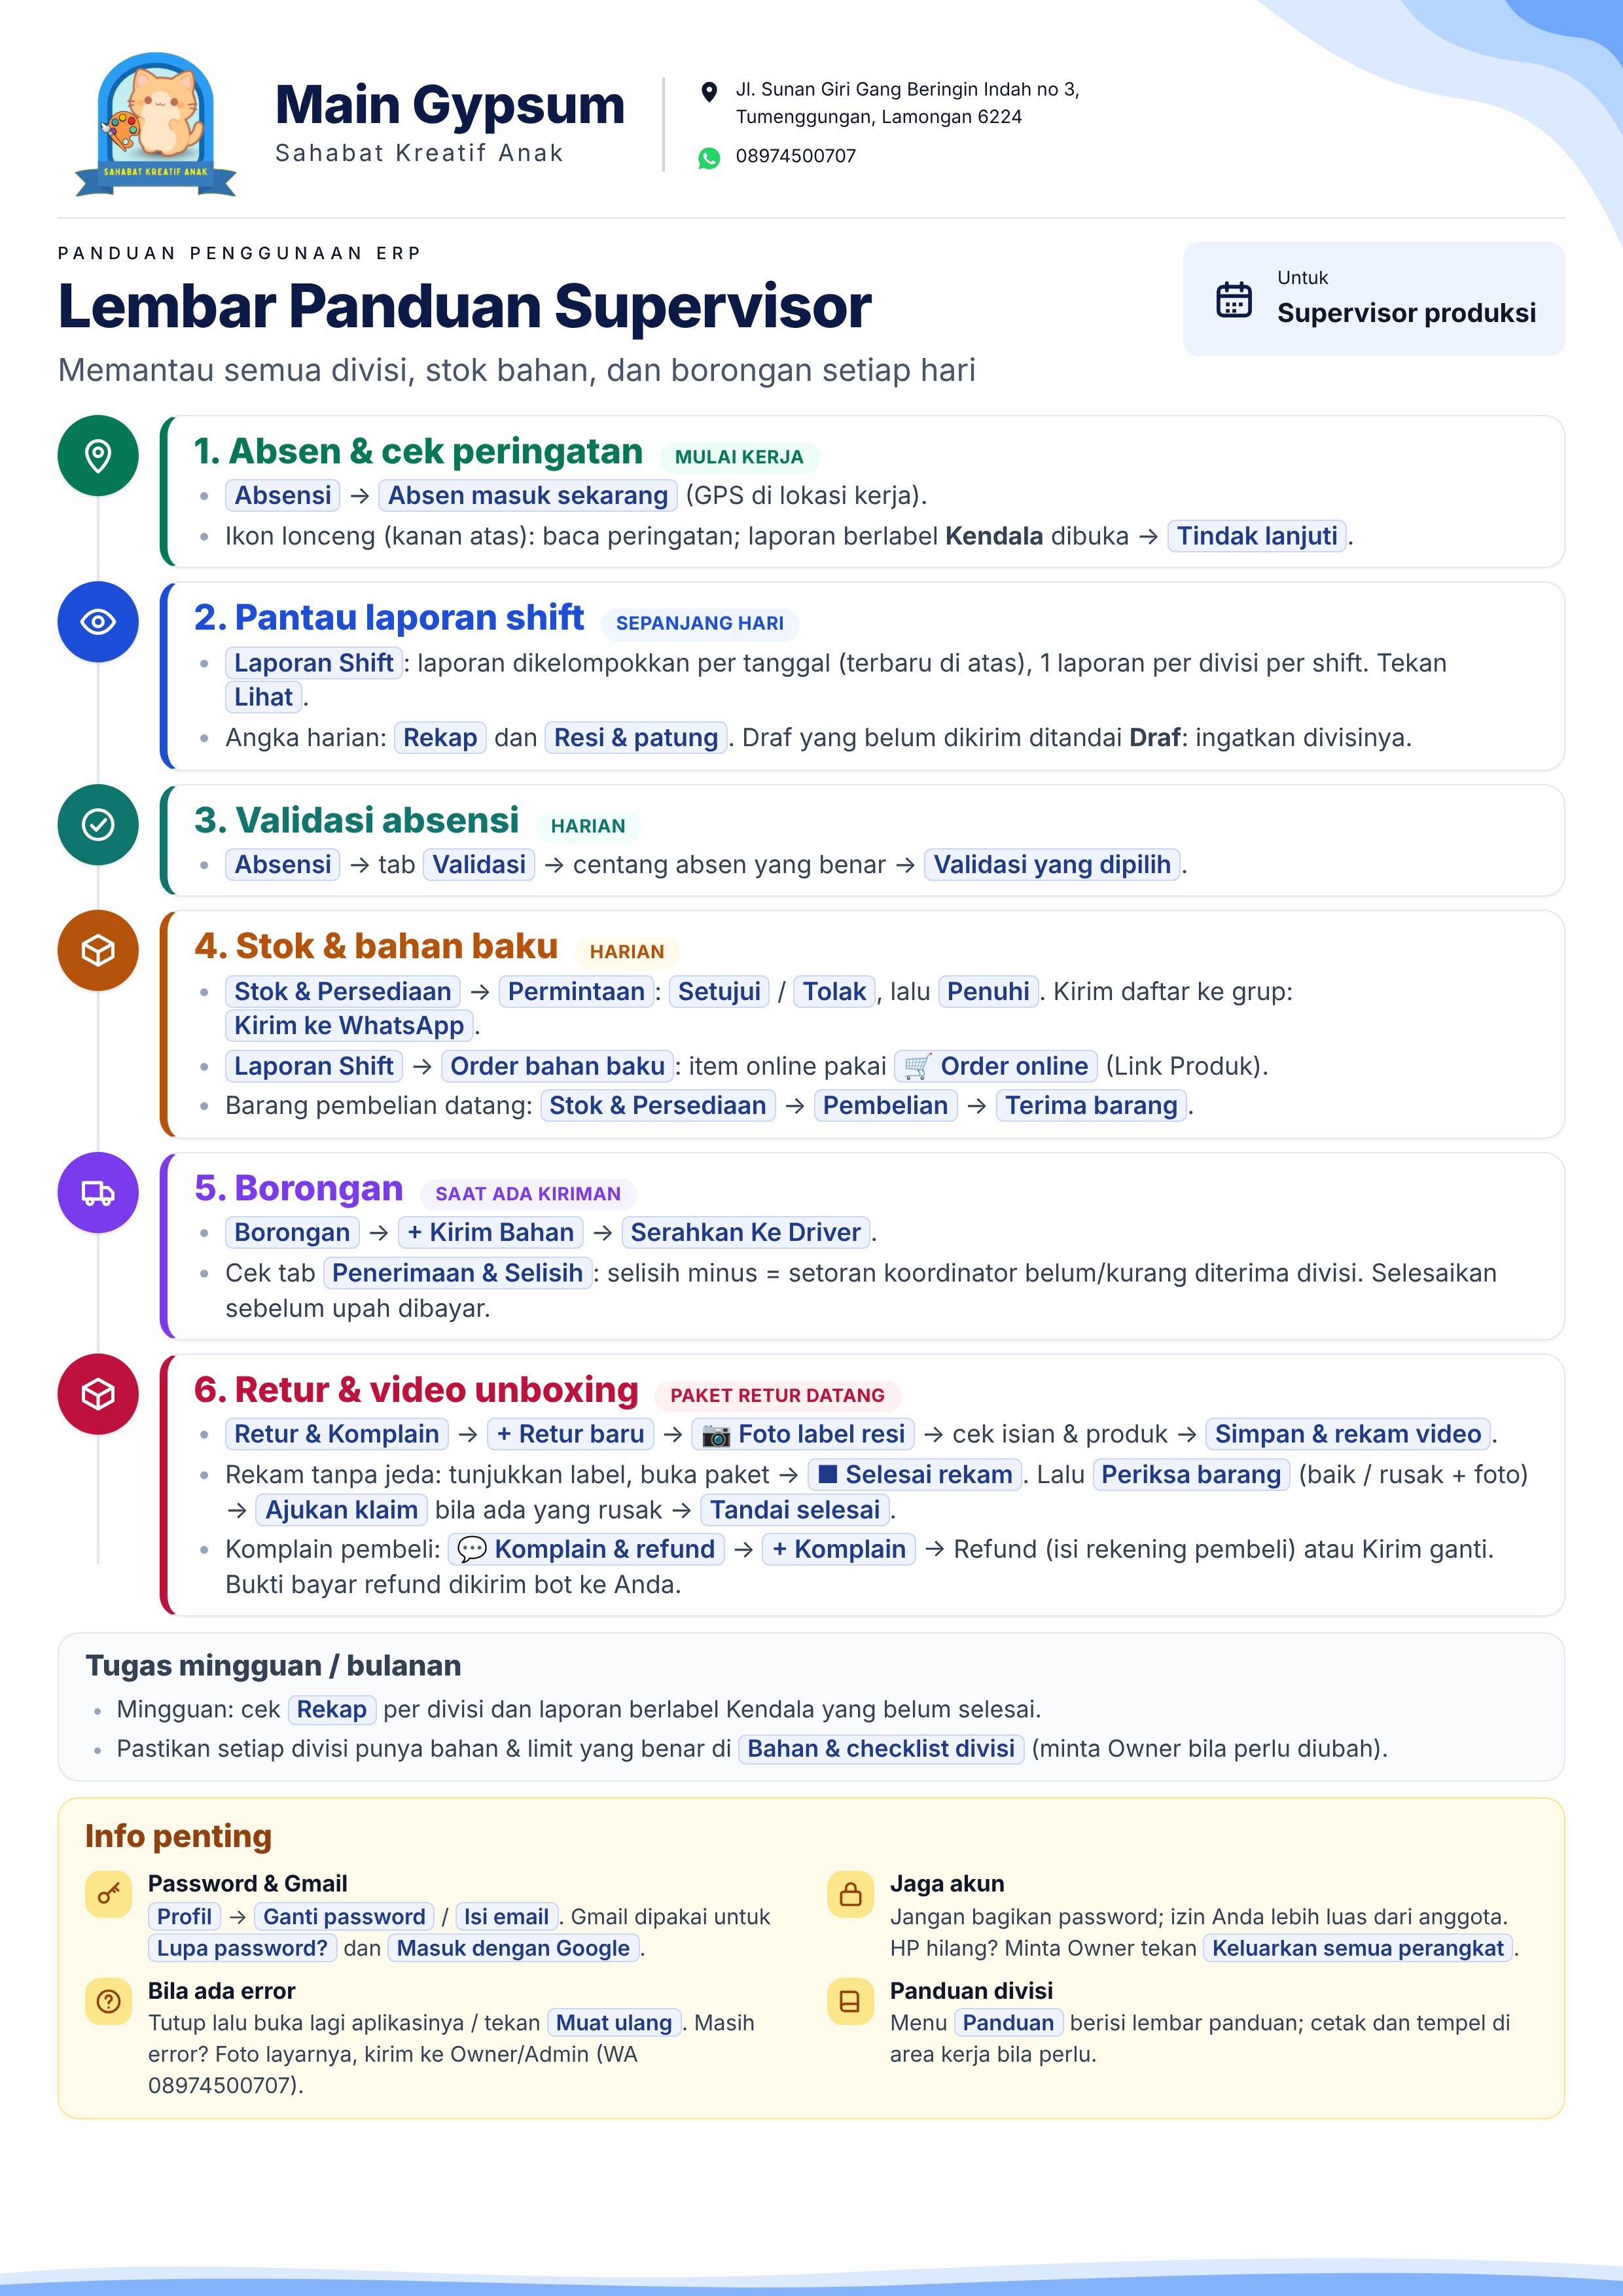 SAHABAT KREATIF ANAK
Main Gypsum
Sahabat Kreatif Anak
Jl. Sunan Giri Gang Beringin Indah no 3,
Tumenggungan, Lamongan 6224
08974500707
PANDUAN PENGGUNAAN ERP
Lembar Panduan Supervisor
Memantau semua divisi, stok bahan, dan borongan setiap hari
Untuk
Supervisor produksi
1. Absen & cek peringatan MULAI KERJA
• Absensi → Absen masuk sekarang (GPS di lokasi kerja).
• Ikon lonceng (kanan atas): baca peringatan; laporan berlabel Kendala dibuka → Tindak lanjuti.
2. Pantau laporan shift SEPANJANG HARI
• Laporan Shift: laporan dikelompokkan per tanggal (terbaru di atas), 1 laporan per divisi per shift. Tekan
Lihat.
• Angka harian: Rekap dan Resi & patung. Draf yang belum dikirim ditandai Draf: ingatkan divisinya.
3. Validasi absensi HARIAN
• Absensi → tab Validasi → centang absen yang benar → Validasi yang dipilih.
4. Stok & bahan baku HARIAN
• Stok & Persediaan → Permintaan: Setujui / Tolak, lalu Penuhi. Kirim daftar ke grup:
Kirim ke WhatsApp.
• Laporan Shift → Order bahan baku: item online pakai 🛒 Order online (Link Produk).
• Barang pembelian datang: Stok & Persediaan → Pembelian → Terima barang.
5. Borongan SAAT ADA KIRIMAN
• Borongan → + Kirim Bahan → Serahkan Ke Driver.
• Cek tab Penerimaan & Selisih: selisih minus = setoran koordinator belum/kurang diterima divisi. Selesaikan
sebelum upah dibayar.
6. Retur & video unboxing PAKET RETUR DATANG
• Retur & Komplain → + Retur baru → 📷 Foto label resi → cek isian & produk → Simpan & rekam video.
• Rekam tanpa jeda: tunjukkan label, buka paket → ■ Selesai rekam. Lalu Periksa barang (baik / rusak + foto)
→ Ajukan klaim bila ada yang rusak → Tandai selesai.
• Komplain pembeli: 💬 Komplain & refund → + Komplain → Refund (isi rekening pembeli) atau Kirim ganti.
Bukti bayar refund dikirim bot ke Anda.
Tugas mingguan / bulanan
• Mingguan: cek Rekap per divisi dan laporan berlabel Kendala yang belum selesai.
• Pastikan setiap divisi punya bahan & limit yang benar di Bahan & checklist divisi (minta Owner bila perlu diubah).
Info penting
Password & Gmail
Profil → Ganti password / Isi email. Gmail dipakai untuk
Lupa password? dan Masuk dengan Google.
Jaga akun
Jangan bagikan password; izin Anda lebih luas dari anggota.
HP hilang? Minta Owner tekan Keluarkan semua perangkat.
Bila ada error
Tutup lalu buka lagi aplikasinya / tekan Muat ulang. Masih
error? Foto layarnya, kirim ke Owner/Admin (WA
08974500707).
Panduan divisi
Menu Panduan berisi lembar panduan; cetak dan tempel di
area kerja bila perlu.